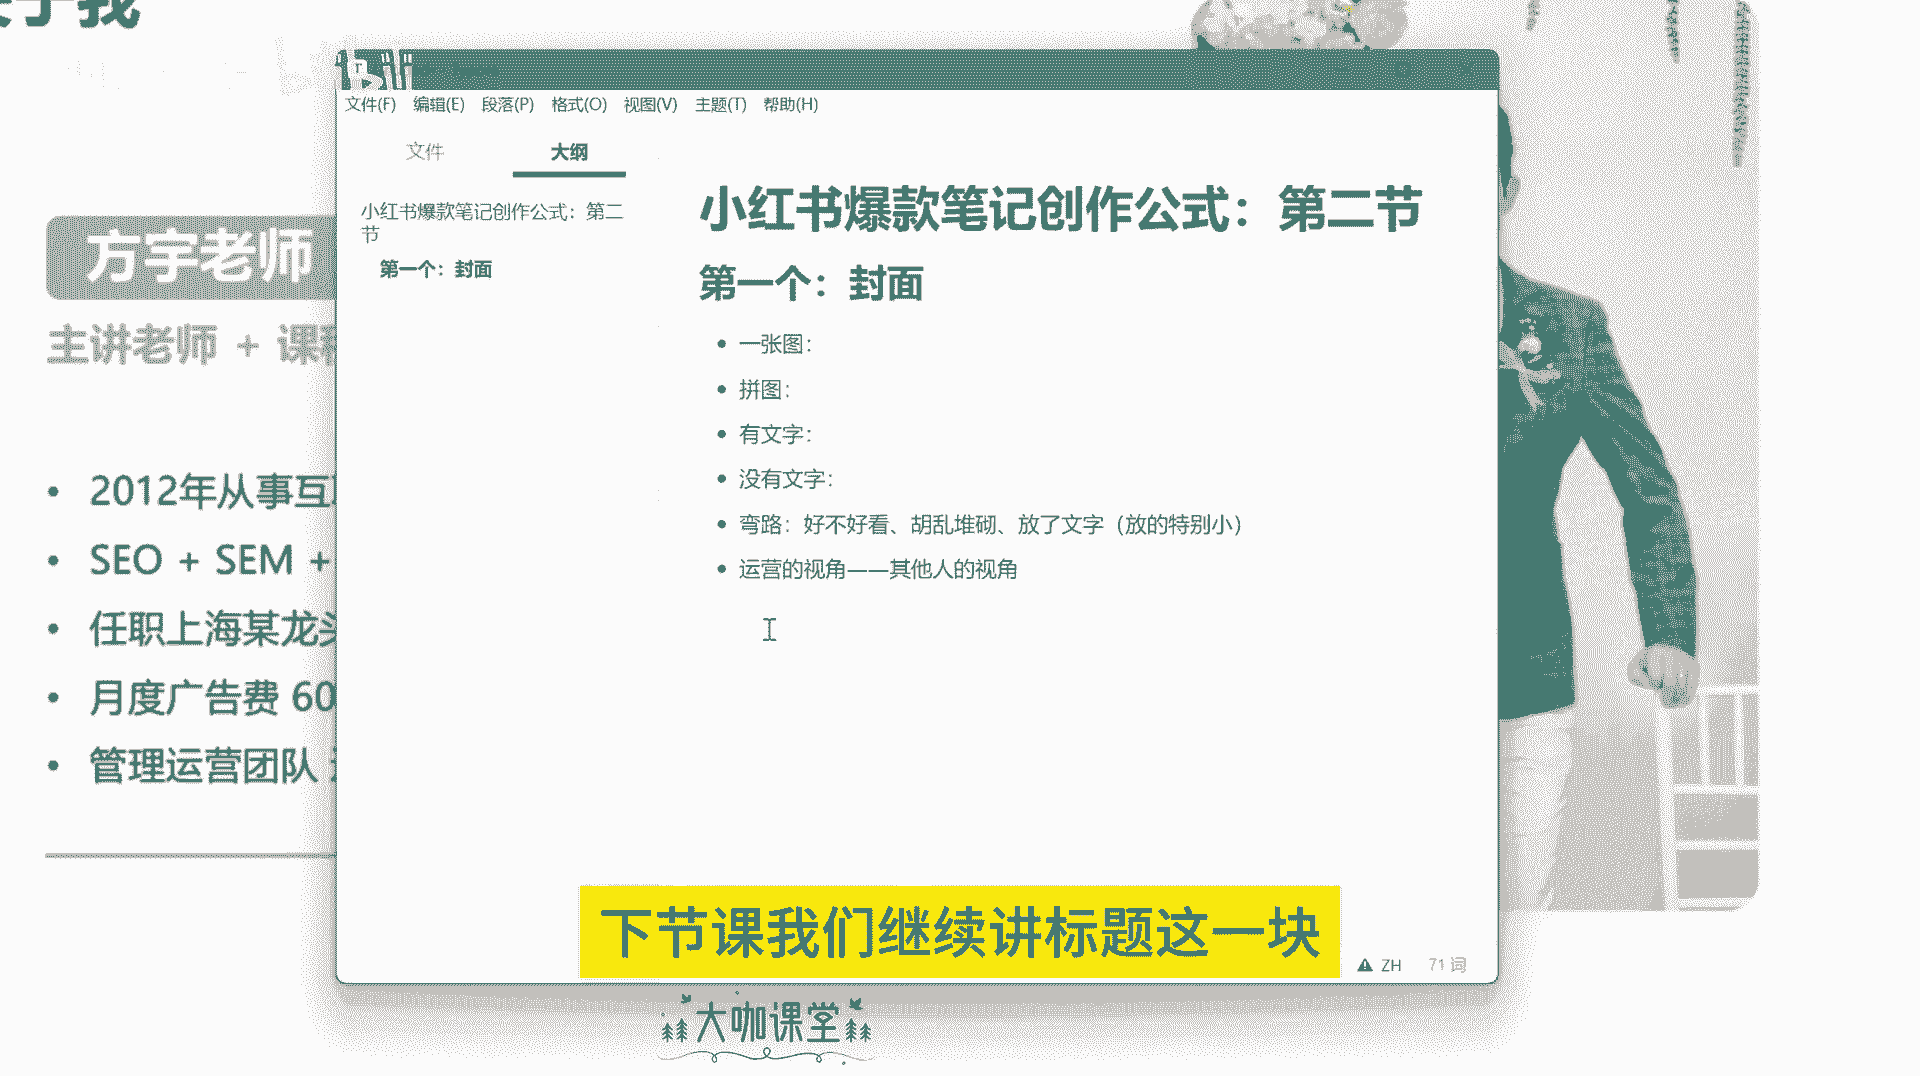 文件(F) 编辑(E) 段落(P) 格式(O) 视图(V) 主题(T) 帮助(H)
文件 大纲
小红书爆款笔记创作公式：第二
节
第一个：封面
小红书爆款笔记创作公式：第二节
第一个：封面
一张图：
拼图：
有文字：
没有文字：
弯路：好不好看、胡乱堆砌、放了文字（放的特别小）
运营的视角——其他人的视角
方宇老师
主讲老师 + 课
2012年从事互
SEO + SEM +
任职上海某龙头
月度广告费 60
管理运营团队
下节课我们继续讲标题这一块
ZH 71 词
大咖课堂